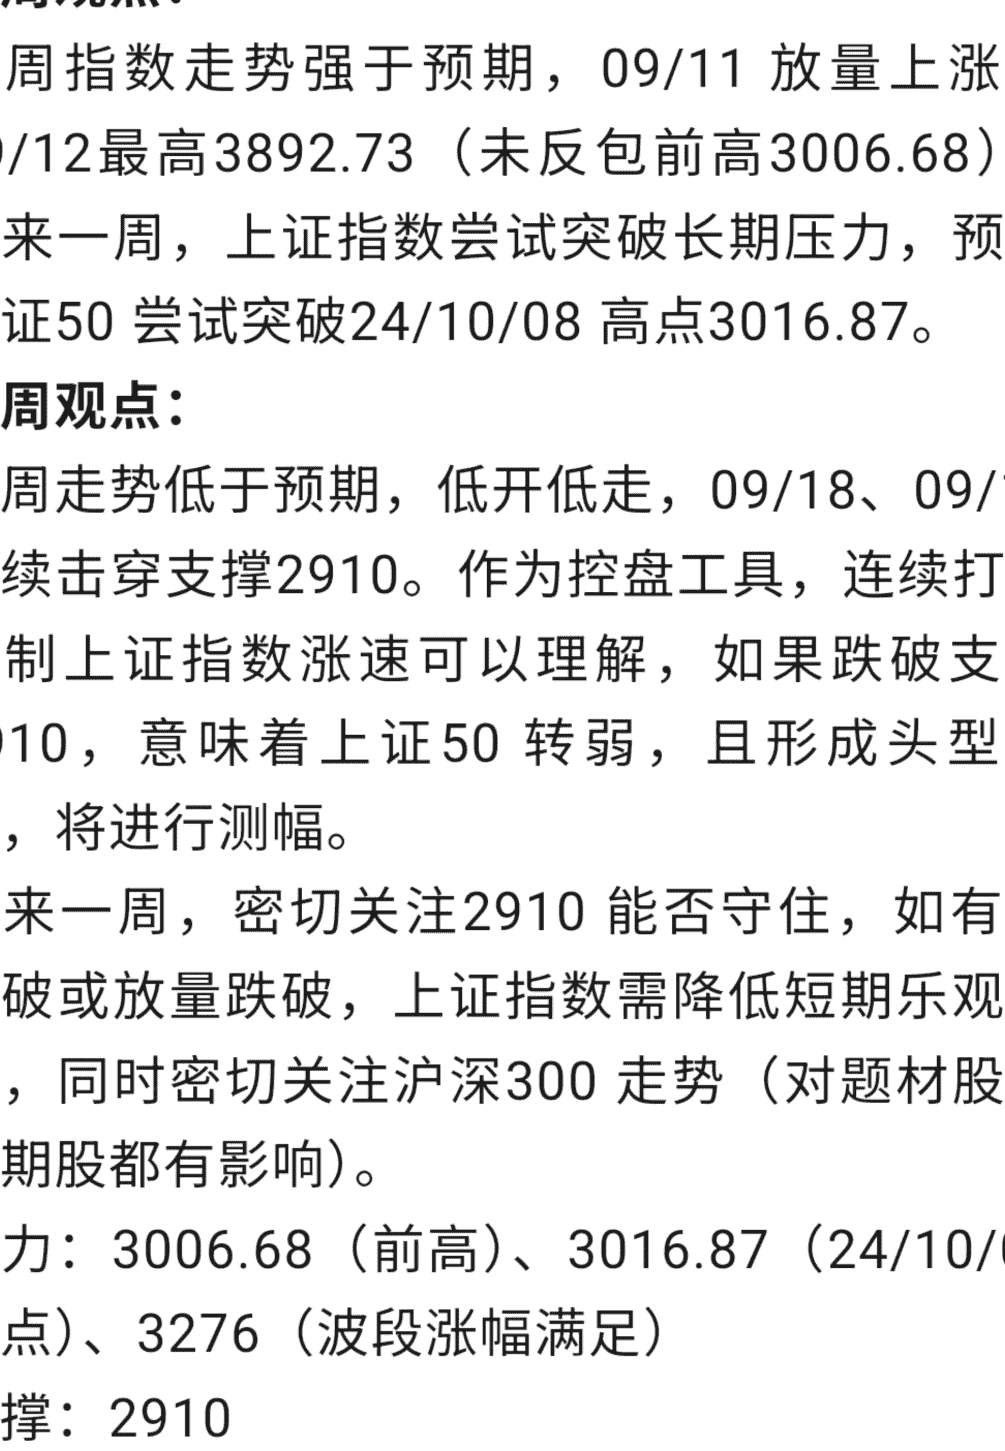 周观点：
周指数走势强于预期，09/11 放量上涨
/12最高3892.73（未反包前高3006.68）
来一周，上证指数尝试突破长期压力，预
证50 尝试突破24/10/08 高点3016.87。
周观点：
周走势低于预期，低开低走，09/18、09/
续击穿支撑2910。作为控盘工具，连续打
制上证指数涨速可以理解，如果跌破支
910，意味着上证50 转弱，且形成头型
，将进行测幅。
来一周，密切关注2910 能否守住，如有
破或放量跌破，上证指数需降低短期乐观
，同时密切关注沪深300 走势（对题材股
期股都有影响）。
力：3006.68（前高）、3016.87（24/10/0
点）、3276（波段涨幅满足）
撑：2910